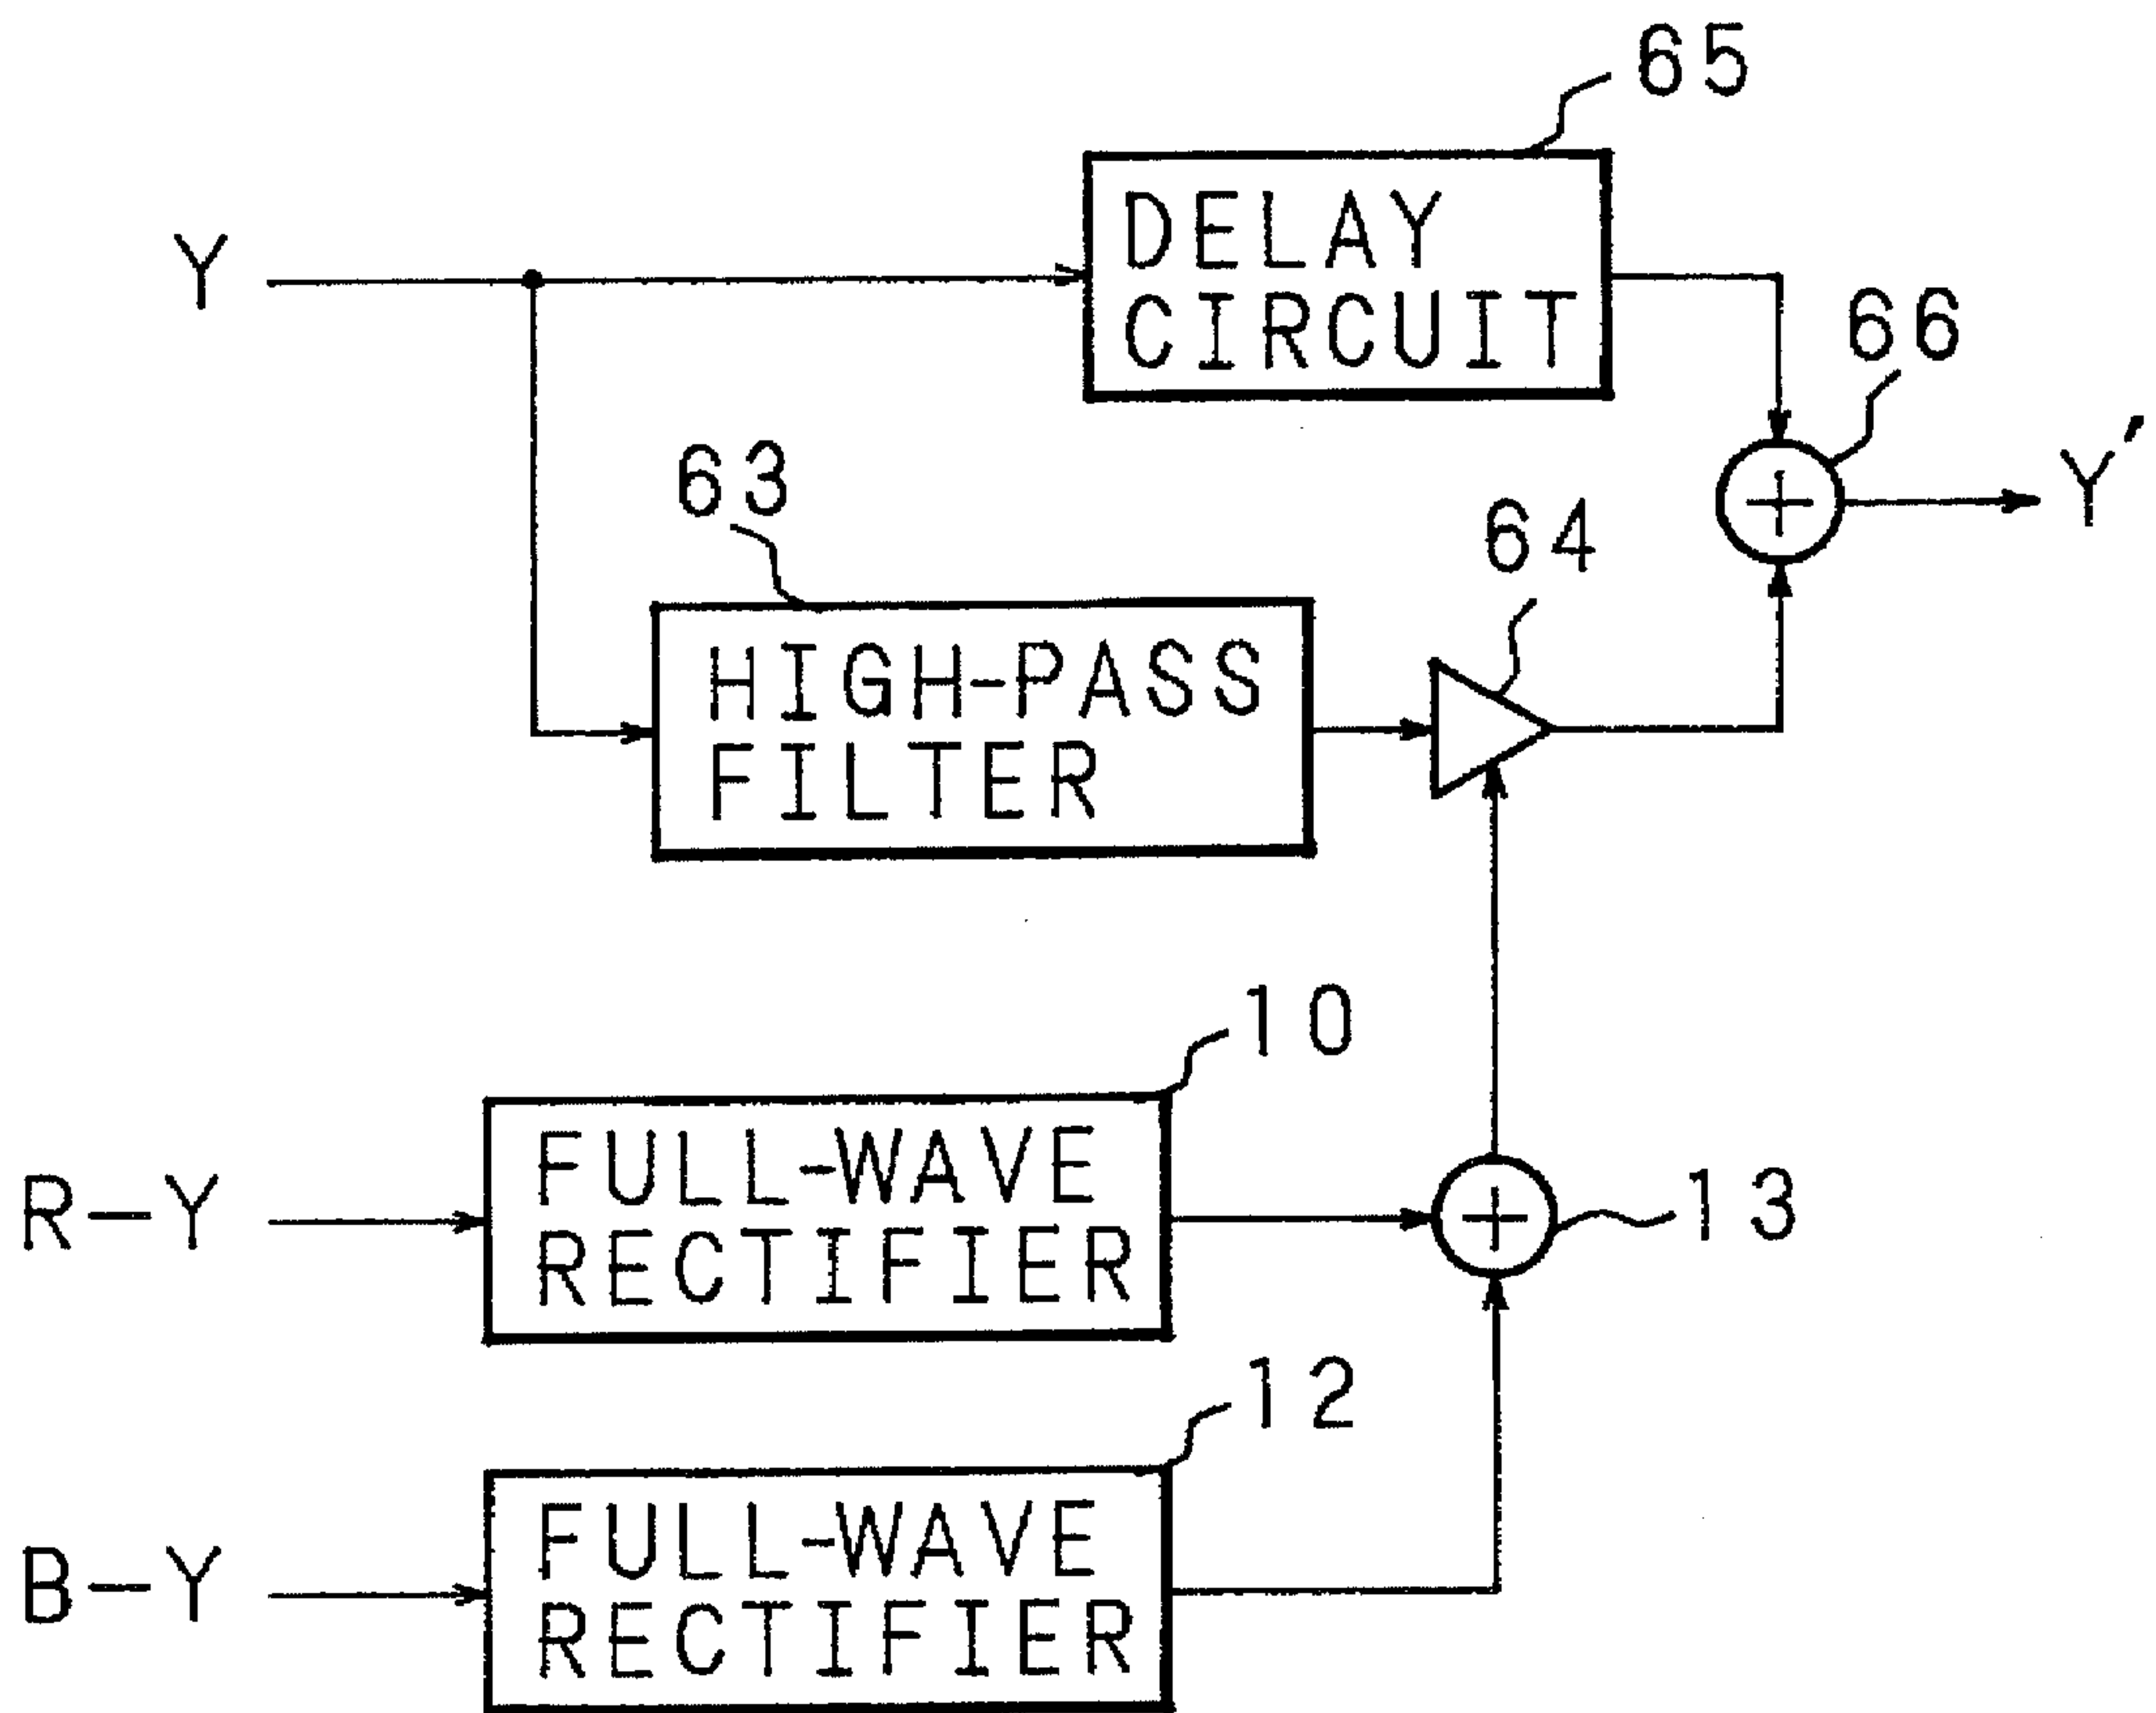 65
DELAY
CIRCUIT
Y
66
Y'
63
64
HIGH-PASS
FILTER
10
FULL-WAVE
RECTIFIER
R-Y
13
12
FULL-WAVE
RECTIFIER
B-Y